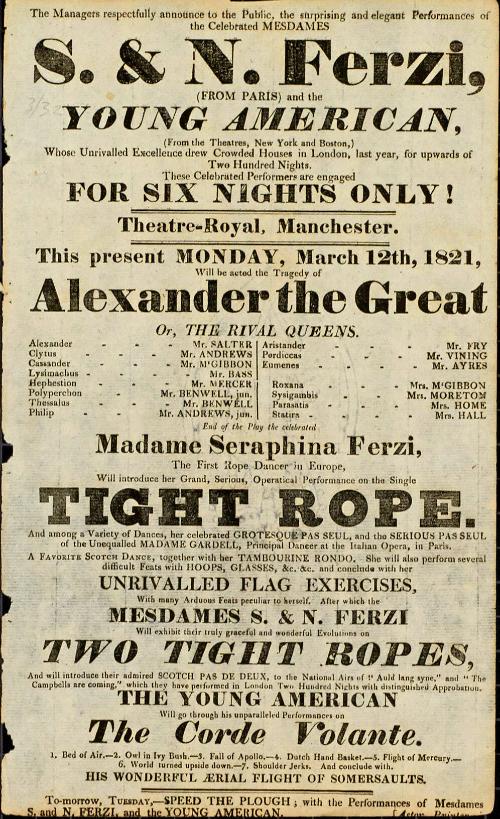 The Managers respectfully announce to the Public, the surprising and elegant Performances of
the Celebrated MESDAMES
S. & N. Ferzi,
(FROM PARIS) and the
YOUNG AMERICAN,
(From the Theatres, New York and Boston,)
Whose Unrivalled Excellence drew Crowded Houses in London, last year, for upwards of
Two Hundred Nights.
These Celebrated Performers are engaged
FOR SIX NIGHTS ONLY!
Theatre-Royal, Manchester.
This present MONDAY, March 12th, 1821,
Will be acted the Tragedy of
Alexander the Great
Or, THE RIVAL QUEENS.
Alexander - - - Mr. SALTER
Clytus - - - Mr. ANDREWS
Cassander - - - Mr. M'GIBBON
Lysimachus - - - Mr. BASS
Hephestion - - - Mr. MERCER
Polyperchon - - Mr. BENWELL, jun.
Thessalus - - - Mr. BENWELL
Philip - - - Mr. ANDREWS, jun.
Aristander - - - Mr. FRY
Perdiccas - - - Mr. VINING
Eumenes - - - Mr. AYRES
Roxana - - - Mrs. M'GIBBON
Sysigambis - - - Mrs. MORETON
Parasatis - - - Mrs. HOME
Statira - - - Mrs. HALL
End of the Play the celebrated
Madame Seraphina Ferzi,
The First Rope Dancer in Europe,
Will introduce her Grand, Serious, Operatical Performance on the Single
TIGHT ROPE.
And among a Variety of Dances, her celebrated GROTESQUE PAS SEUL, and the SERIOUS PAS SEUL
of the Unequalled MADAME GARDELL, Principal Dancer at the Italian Opera, in Paris.
A FAVORITE SCOTCH DANCE, together with her TAMBOURINE RONDO. She will also perform several
difficult Feats with HOOPS, GLASSES, &c. &c. and conclude with her
UNRIVALLED FLAG EXERCISES,
With many Arduous Feats peculiar to herself. After which the
MESDAMES S. & N. FERZI
Will exhibit their truly graceful and wonderful Evolutions on
TWO TIGHT ROPES,
And will introduce their admired SCOTCH PAS DE DEUX, to the National Airs of "Auld lang syne," and "The
Campbells are coming," which they have performed in London Two Hundred Nights with distinguished Approbation.
THE YOUNG AMERICAN
Will go through his unparalleled Performances on
The Corde Volante.
1. Bed of Air.—2. Owl in Ivy Bush.—3. Fall of Apollo.—4. Dutch Hand Basket.—5. Flight of Mercury.—
6. World turned upside down.—7. Shoulder Jerks. And conclude with.
HIS WONDERFUL ÆRIAL FLIGHT OF SOMERSAULTS.
To-morrow, TUESDAY,—SPEED THE PLOUGH; with the Performances of Mesdames
S. and N. FERZI, and the YOUNG AMERICAN.